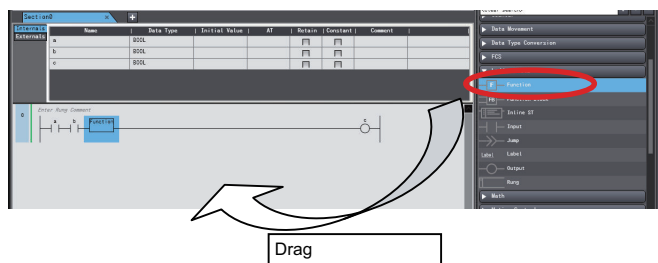 Section0 x +
Internals
Externals
Name | Data Type | Initial Value | AT | Retain | Constant | Comment
a BOOL
b BOOL
c BOOL
0 Enter Rung Comment
a b Function c
Data Movement
Data Type Conversion
FCS
Function
FB
Inline ST
Input
Jump
Label Label
Output
Rung
Math
Drag